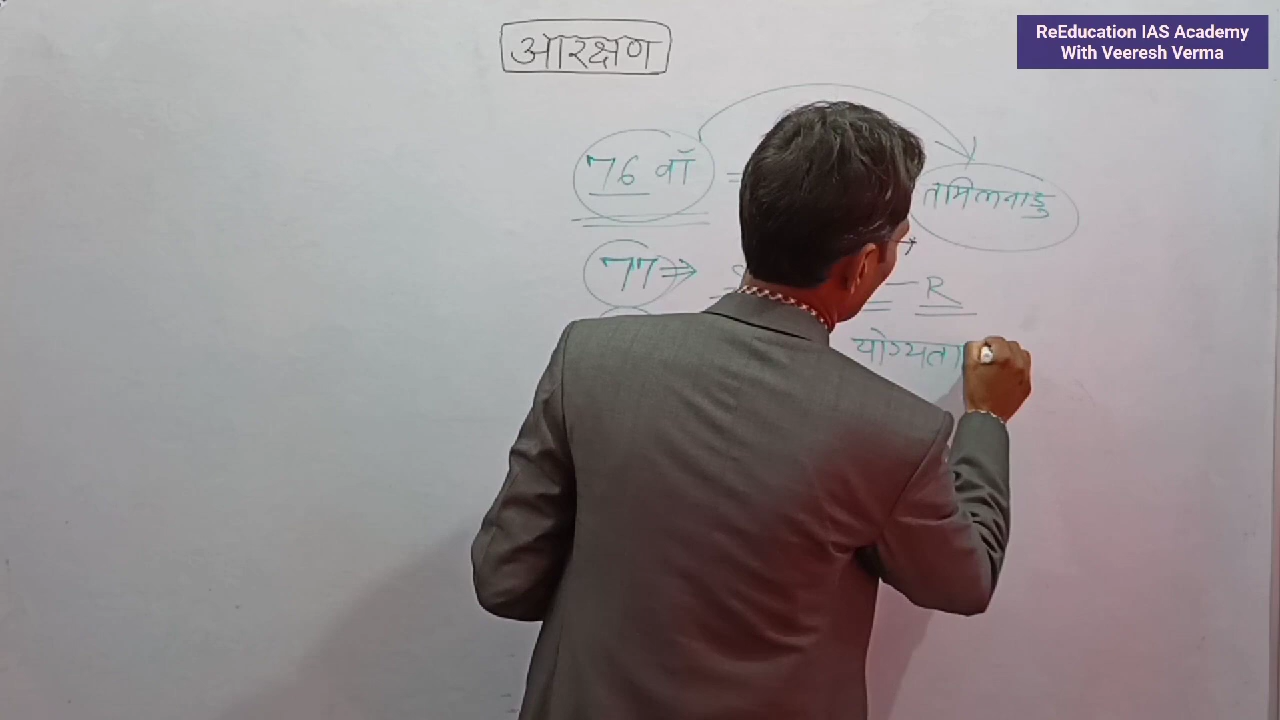 ReEducation IAS Academy
With Veeresh Verma
आरक्षण
76 वाँ =
तमिलनाडु
77 ⇒ S — R
योग्यता